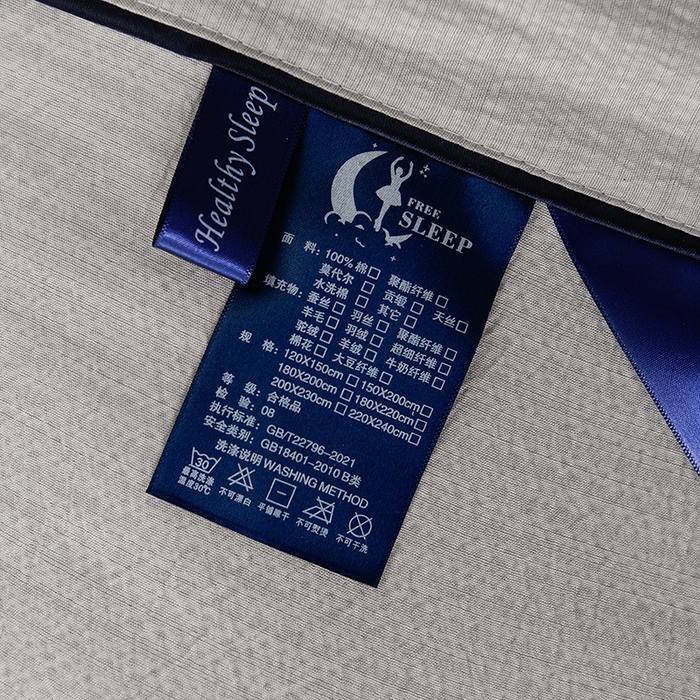 Healthy Sleep
FREE
SLEEP
面 料: 100%棉□ 聚酯纤维□
莫代尔□ 贡缎□ 天丝□
水洗棉□ 其它□
填充物: 蚕丝□ 羽丝□ 聚酯纤维□
羊毛□ 羽绒□ 超细纤维□
驼绒□ 羊绒□ 牛奶纤维□
棉花□ 大豆纤维□
规 格: 120X150cm□ 150X200cm□
180X200cm□ 180X220cm□
200X230cm□ 220X240cm□
等 级: 合格品
检 验: 08
执行标准: GB/T22796-2021
安全类别: GB18401-2010 B类
洗涤说明 WASHING METHOD
30
最高洗涤 不可漂白 平铺晾干 不可熨烫 不可干洗
温度30℃